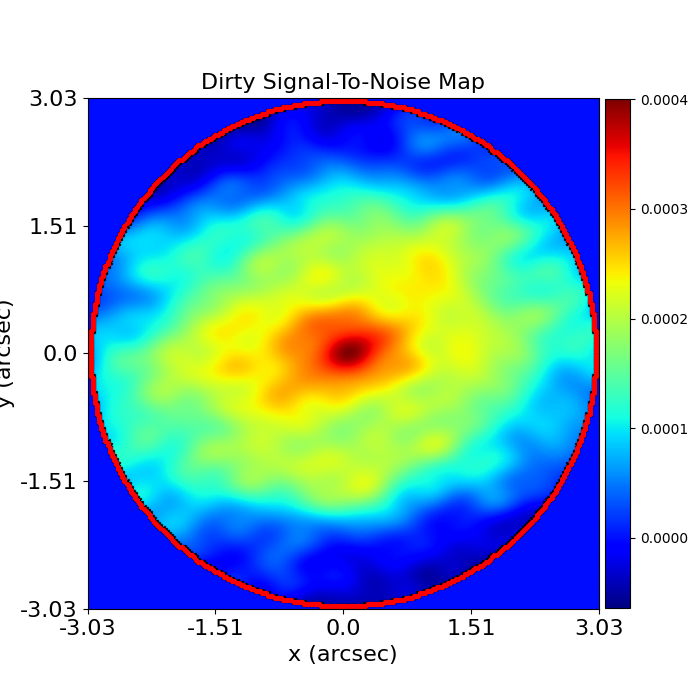 Dirty Signal-To-Noise Map
3.03
1.51
0.0
-1.51
-3.03
y (arcsec)
-3.03 -1.51 0.0 1.51 3.03
x (arcsec)
0.0004
0.0003
0.0002
0.0001
0.0000